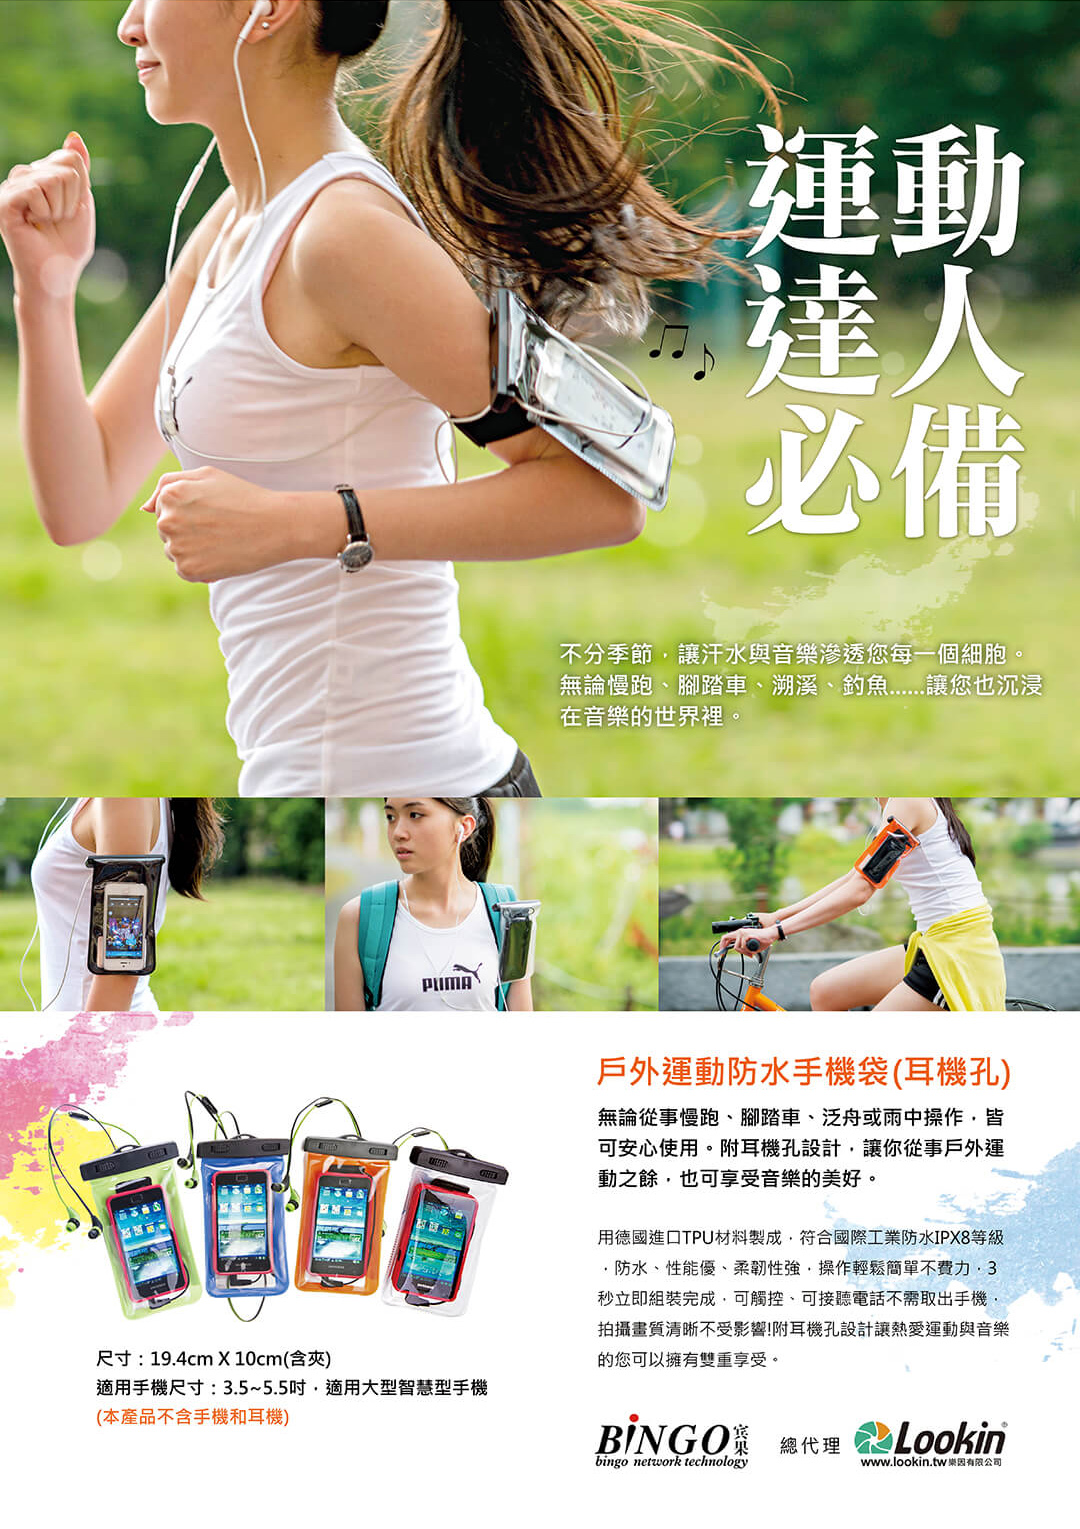 運動
達人
必備
不分季節，讓汗水與音樂滲透您每一個細胞。
無論慢跑、腳踏車、溯溪、釣魚......讓您也沉浸
在音樂的世界裡。
PUMA
戶外運動防水手機袋(耳機孔)
無論從事慢跑、腳踏車、泛舟或雨中操作，皆
可安心使用。附耳機孔設計，讓你從事戶外運
動之餘，也可享受音樂的美好。
用德國進口TPU材料製成，符合國際工業防水IPX8等級
，防水、性能優、柔韌性強，操作輕鬆簡單不費力，3
秒立即組裝完成，可觸控、可接聽電話不需取出手機，
拍攝畫質清晰不受影響!附耳機孔設計讓熱愛運動與音樂
的您可以擁有雙重享受。
尺寸：19.4cm X 10cm(含夾)
適用手機尺寸：3.5~5.5吋，適用大型智慧型手機
(本產品不含手機和耳機)
BiNGO 宾果
bingo network technology
總代理
Lookin®
www.lookin.tw 樂因有限公司